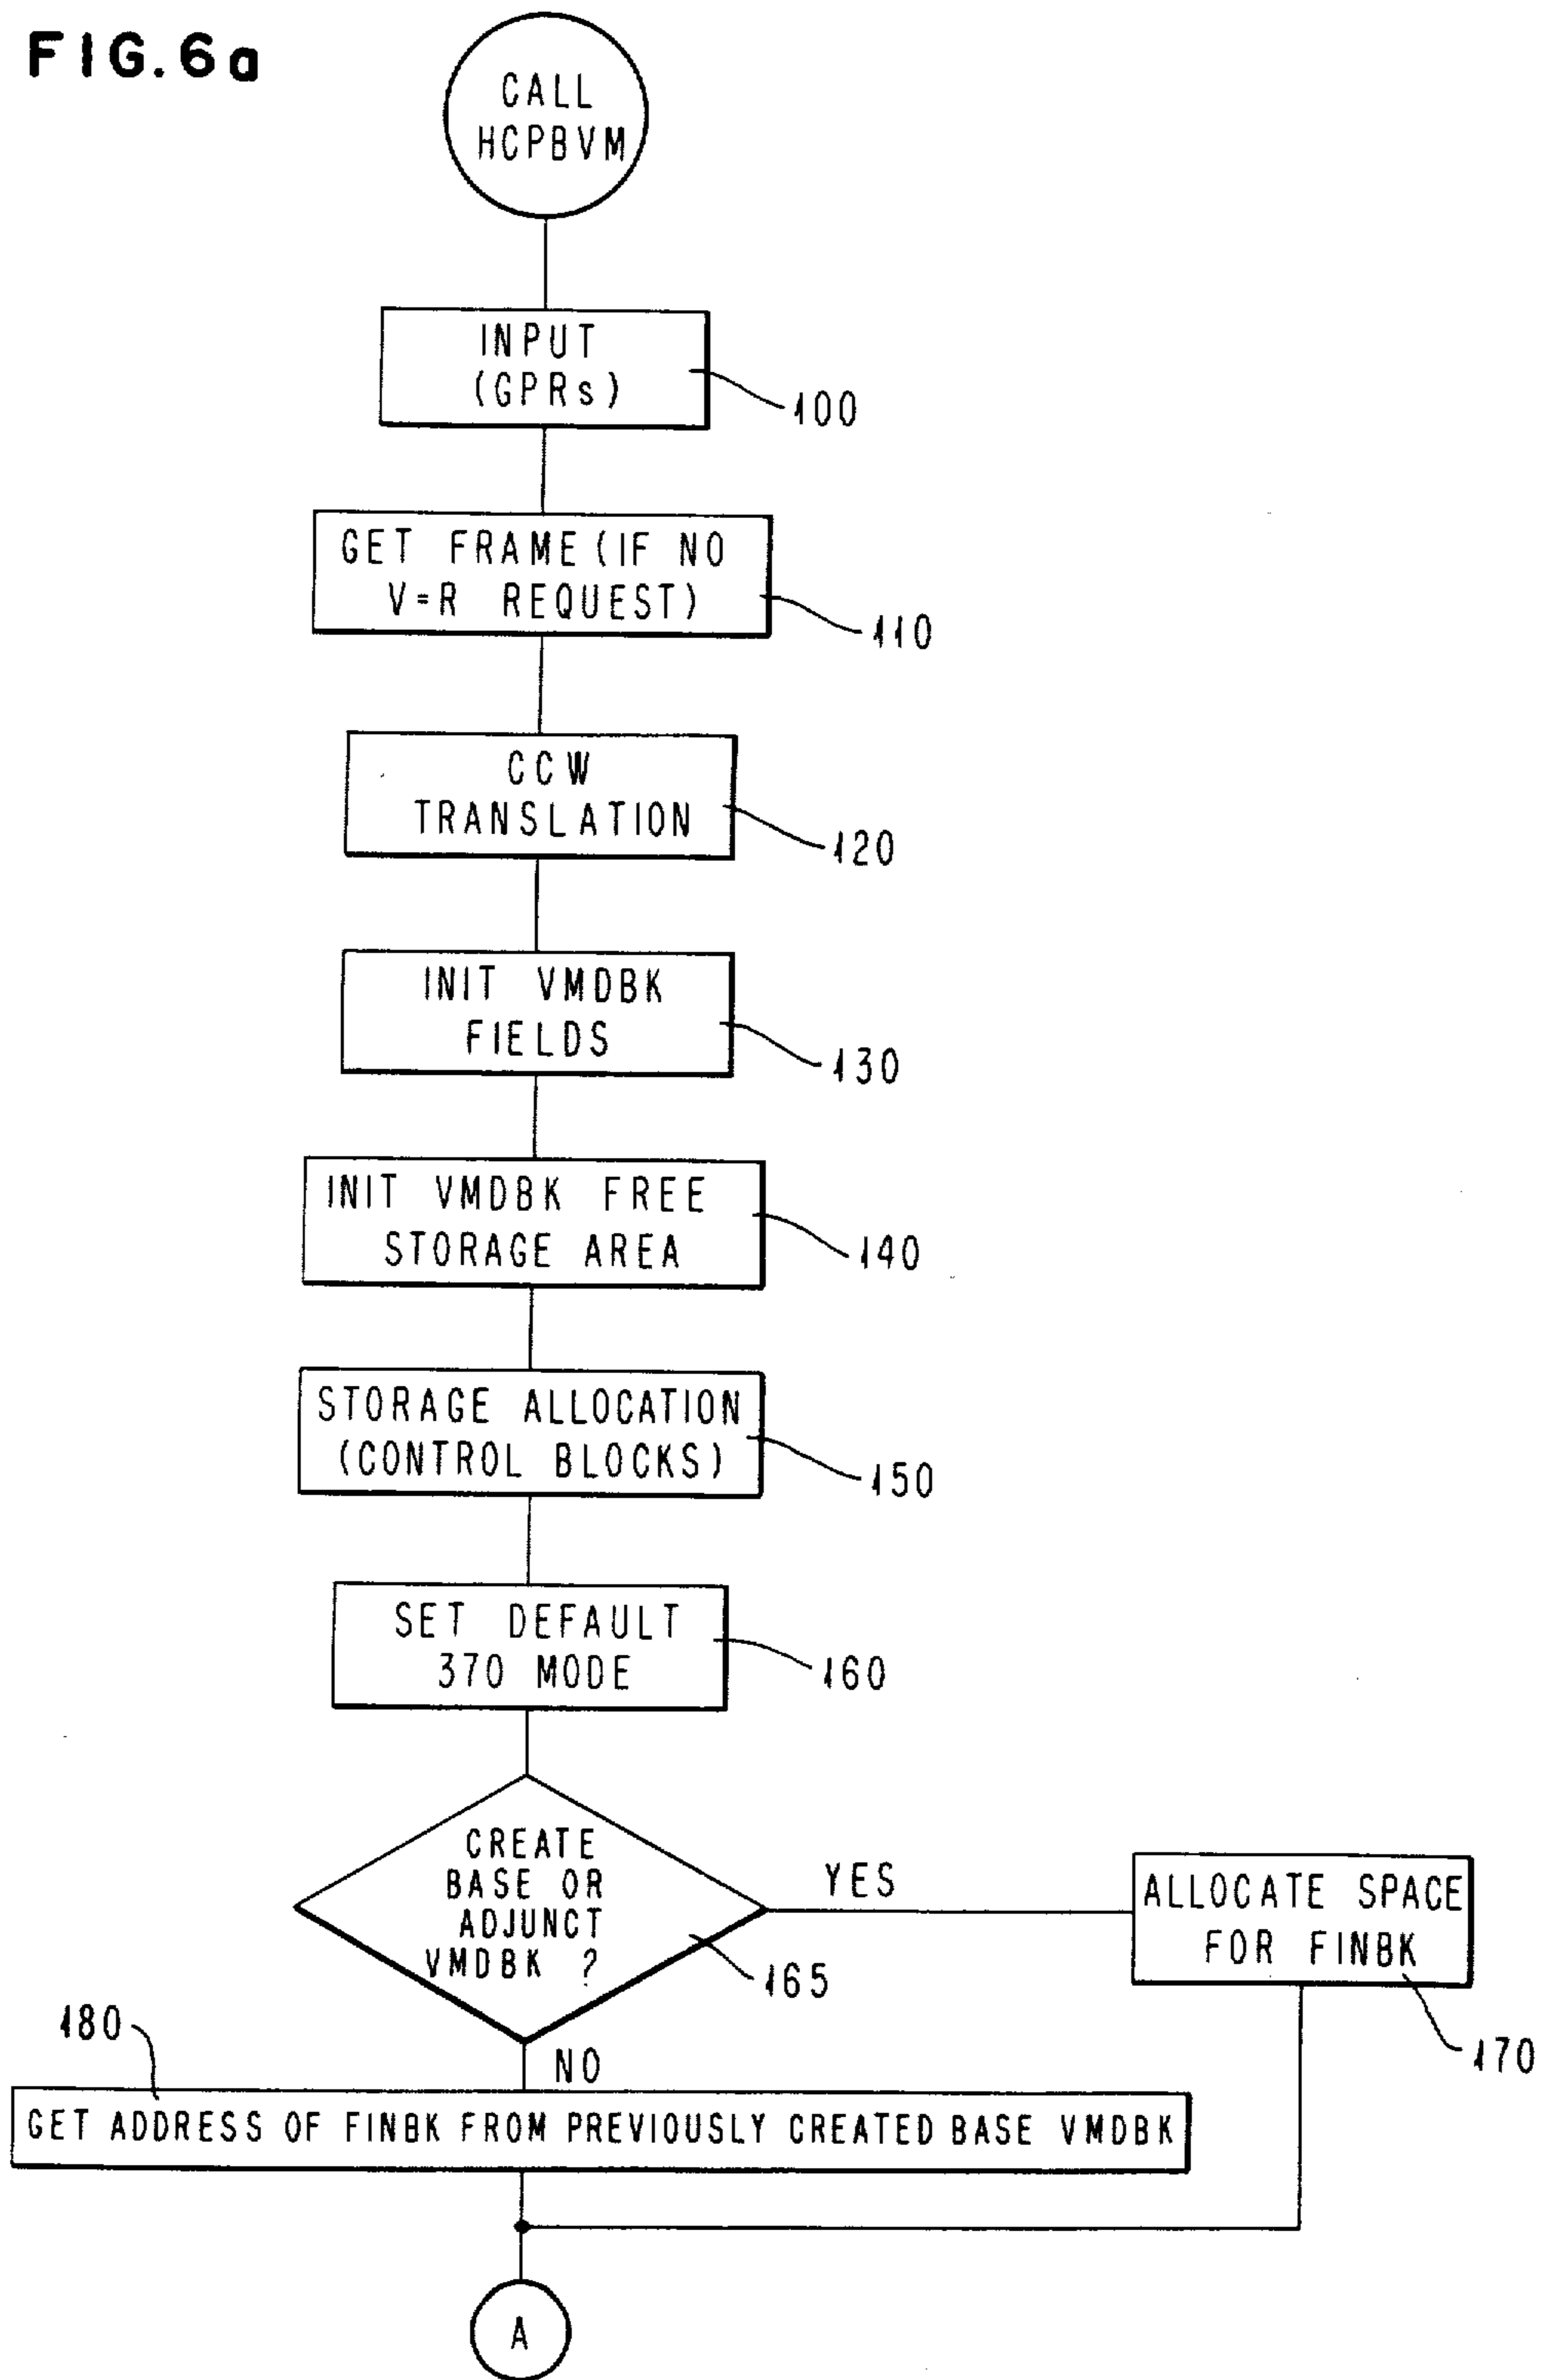 FIG. 6a
CALL
HCPBVM
INPUT
(GPRs)
100
GET FRAME (IF NO
V=R REQUEST)
110
CCW
TRANSLATION
120
INIT VMDBK
FIELDS
130
INIT VMDBK FREE
STORAGE AREA
140
STORAGE ALLOCATION
(CONTROL BLOCKS)
150
SET DEFAULT
370 MODE
160
CREATE
BASE OR
ADJUNCT
VMDBK ?
165
YES
ALLOCATE SPACE
FOR FINBK
170
NO
180
GET ADDRESS OF FINBK FROM PREVIOUSLY CREATED BASE VMDBK
A